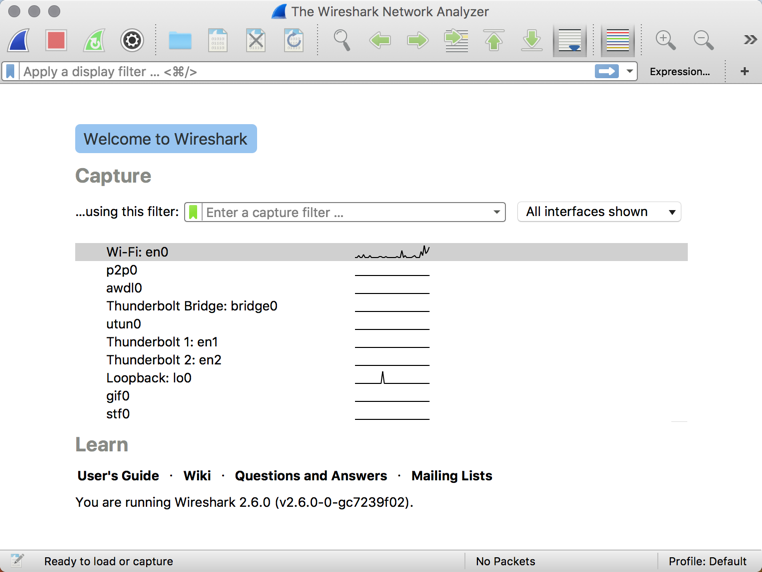 The Wireshark Network Analyzer
Apply a display filter ... <⌘/>
Expression...
+
Welcome to Wireshark
Capture
...using this filter: Enter a capture filter ... All interfaces shown
Wi-Fi: en0
p2p0
awdl0
Thunderbolt Bridge: bridge0
utun0
Thunderbolt 1: en1
Thunderbolt 2: en2
Loopback: lo0
gif0
stf0
Learn
User's Guide · Wiki · Questions and Answers · Mailing Lists
You are running Wireshark 2.6.0 (v2.6.0-0-gc7239f02).
Ready to load or capture No Packets Profile: Default